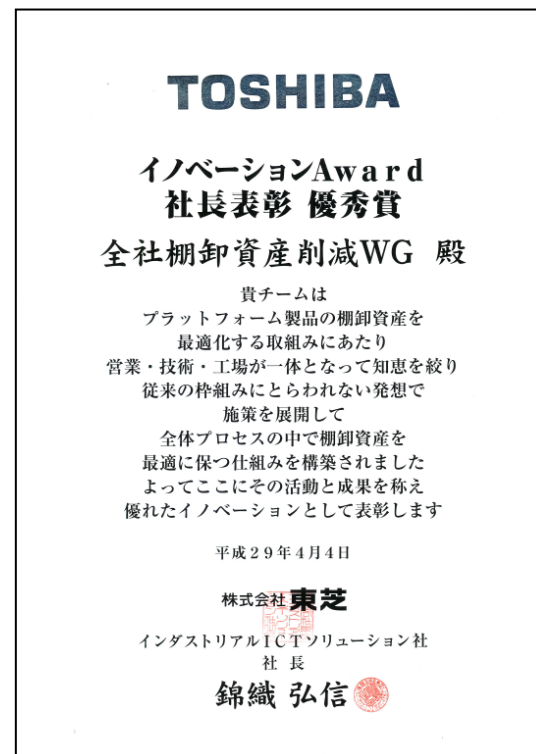 TOSHIBA
イノベーションAward
社長表彰 優秀賞
全社棚卸資産削減WG 殿
貴チームは
プラットフォーム製品の棚卸資産を
最適化する取組みにあたり
営業・技術・工場が一体となって知恵を絞り
従来の枠組みにとらわれない発想で
施策を展開して
全体プロセスの中で棚卸資産を
最適に保つ仕組みを構築されました
よってここにその活動と成果を称え
優れたイノベーションとして表彰します
平成29年4月4日
株式会社 東芝
インダストリアルICTソリューション社
社 長
錦織 弘信